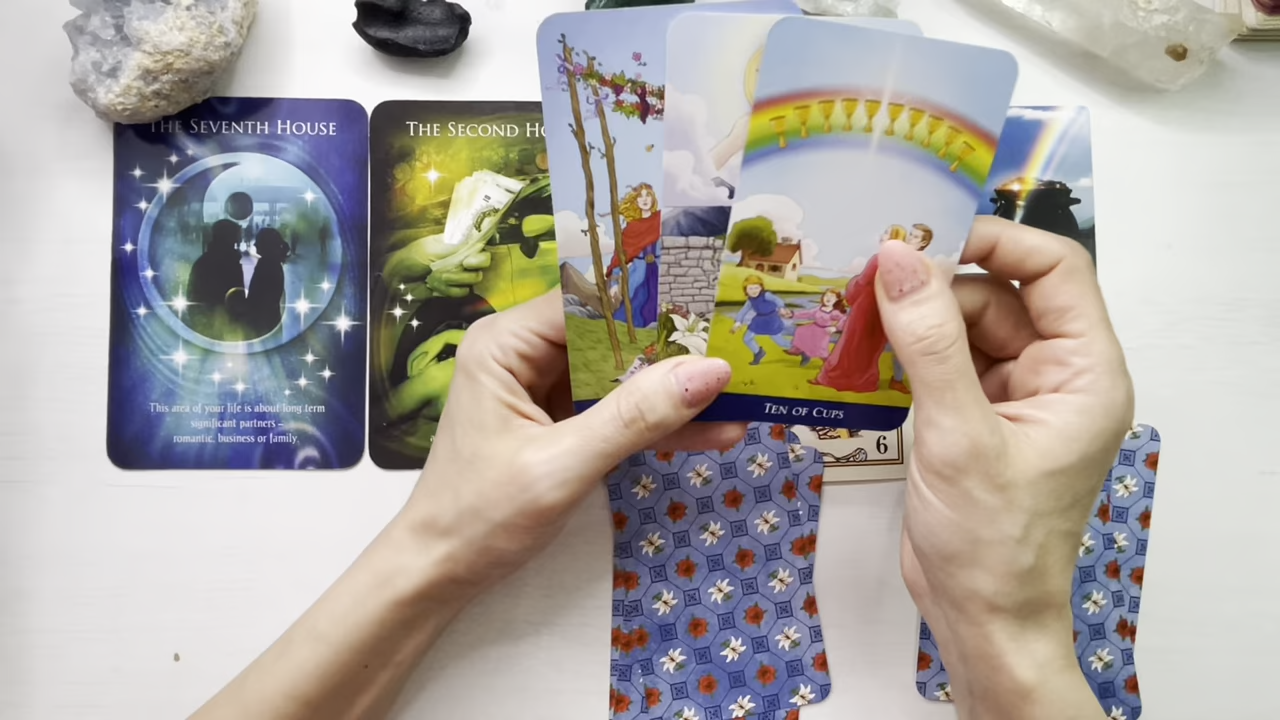 THE SEVENTH HOUSE
This area of your life is about long term
significant partners –
romantic, business or family
THE SECOND HO
TEN OF CUPS
6